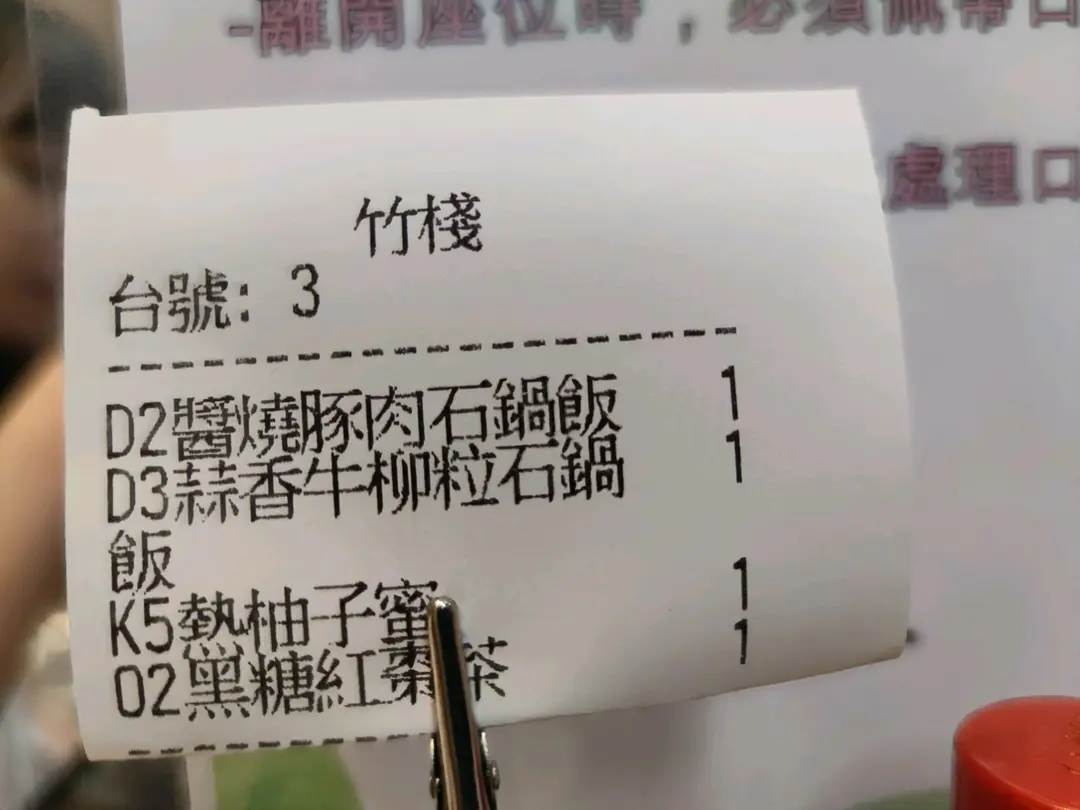 -離開座位時，必須佩帶口
處理口
竹棧
台號: 3
D2醬燒豚肉石鍋飯 1
D3蒜香牛柳粒石鍋 1
飯
K5熱柚子蜜 1
O2黑糖紅棗茶 1